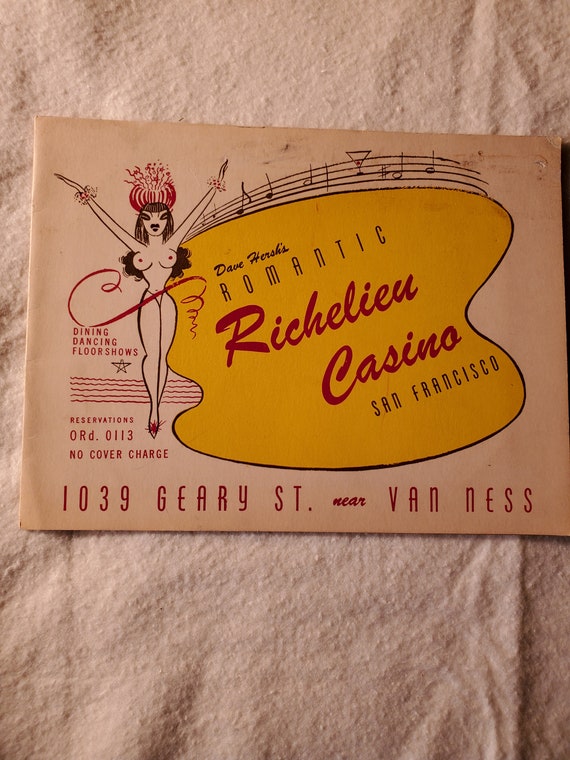 Dave Hersh's
ROMANTIC
Richelieu
Casino
SAN FRANCISCO
DINING
DANCING
FLOORSHOWS
RESERVATIONS
ORd. 0113
NO COVER CHARGE
1039 GEARY ST. near VAN NESS